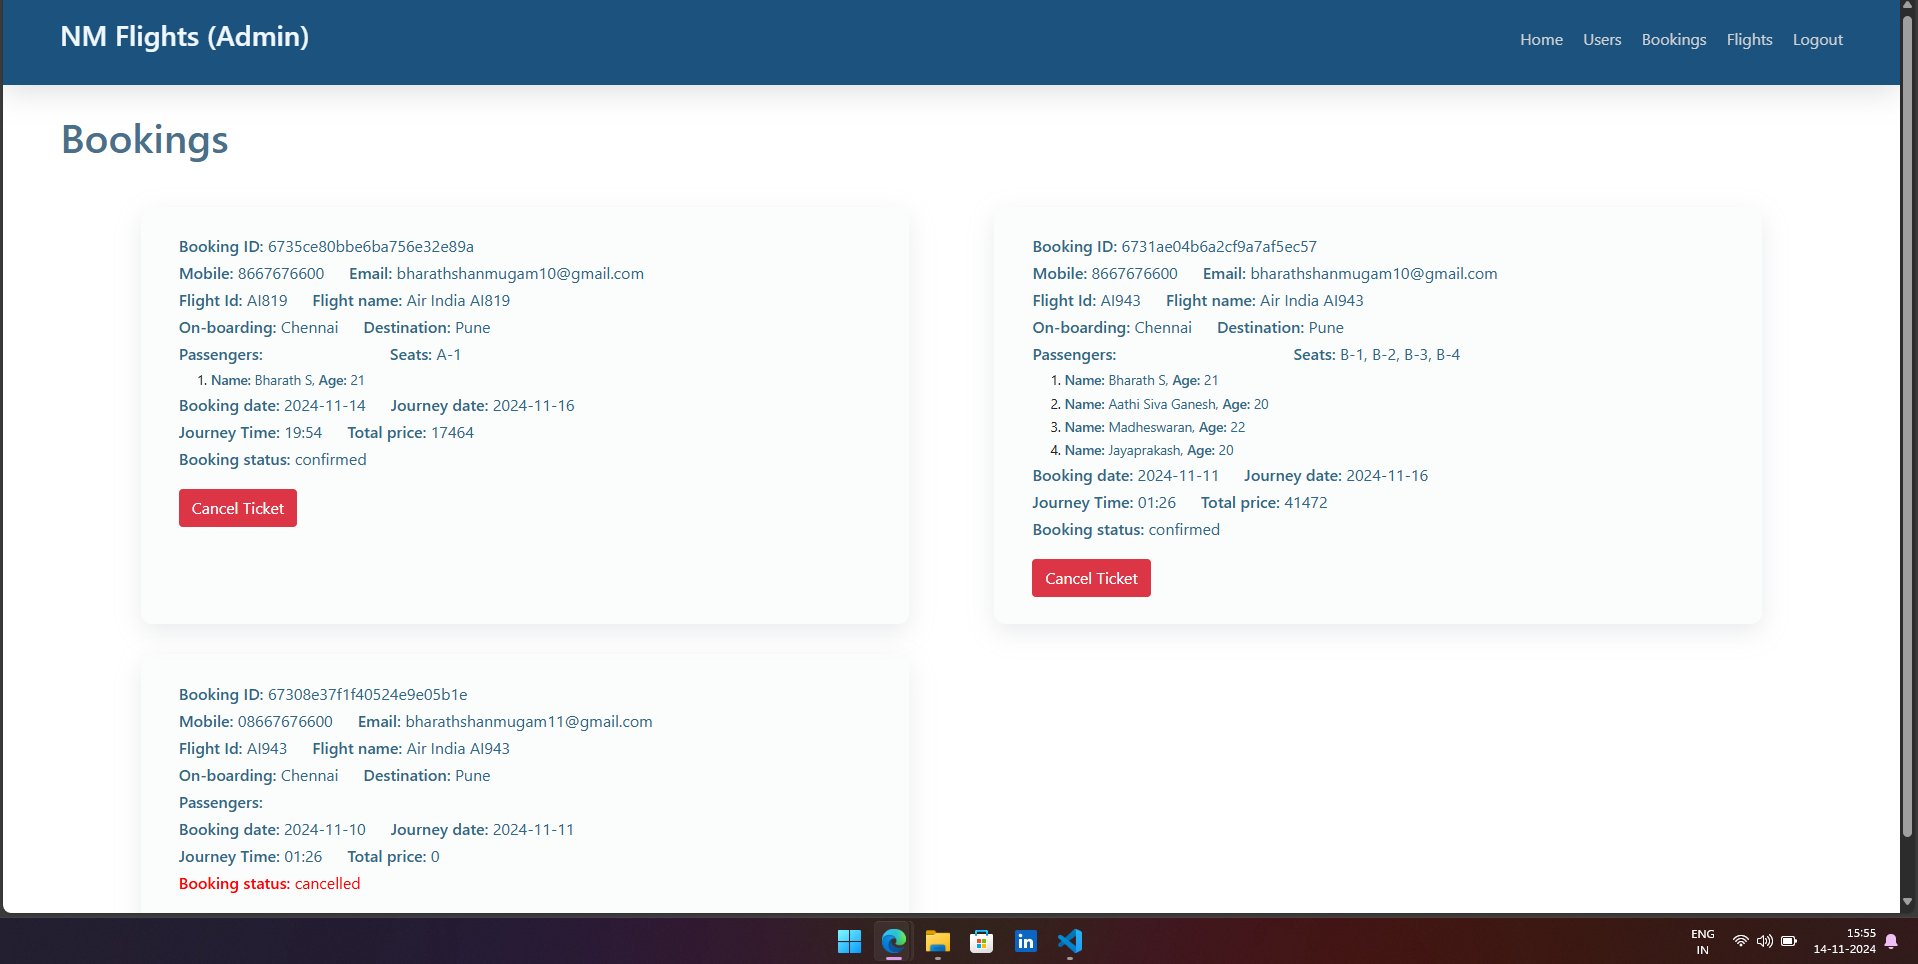 NM Flights (Admin)
Home Users Bookings Flights Logout
Bookings
Booking ID: 6735ce80bbe6ba756e32e89a
Mobile: 8667676600 Email: bharathshanmugam10@gmail.com
Flight Id: AI819 Flight name: Air India AI819
On-boarding: Chennai Destination: Pune
Passengers: Seats: A-1
1. Name: Bharath S, Age: 21
Booking date: 2024-11-14 Journey date: 2024-11-16
Journey Time: 19:54 Total price: 17464
Booking status: confirmed
Cancel Ticket
Booking ID: 6731ae04b6a2cf9a7af5ec57
Mobile: 8667676600 Email: bharathshanmugam10@gmail.com
Flight Id: AI943 Flight name: Air India AI943
On-boarding: Chennai Destination: Pune
Passengers: Seats: B-1, B-2, B-3, B-4
1. Name: Bharath S, Age: 21
2. Name: Aathi Siva Ganesh, Age: 20
3. Name: Madheswaran, Age: 22
4. Name: Jayaprakash, Age: 20
Booking date: 2024-11-11 Journey date: 2024-11-16
Journey Time: 01:26 Total price: 41472
Booking status: confirmed
Cancel Ticket
Booking ID: 67308e37f1f40524e9e05b1e
Mobile: 08667676600 Email: bharathshanmugam11@gmail.com
Flight Id: AI943 Flight name: Air India AI943
On-boarding: Chennai Destination: Pune
Passengers:
Booking date: 2024-11-10 Journey date: 2024-11-11
Journey Time: 01:26 Total price: 0
Booking status: cancelled
in
ENG
IN
15:55
14-11-2024